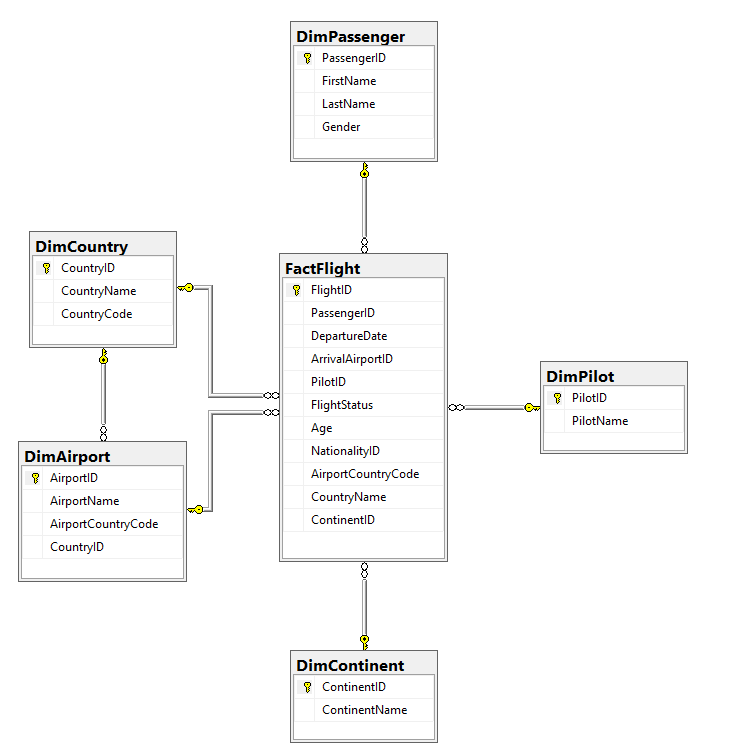 DimPassenger
PassengerID
FirstName
LastName
Gender
DimCountry
CountryID
CountryName
CountryCode
FactFlight
FlightID
PassengerID
DepartureDate
ArrivalAirportID
PilotID
FlightStatus
Age
NationalityID
AirportCountryCode
CountryName
ContinentID
DimPilot
PilotID
PilotName
DimAirport
AirportID
AirportName
AirportCountryCode
CountryID
DimContinent
ContinentID
ContinentName